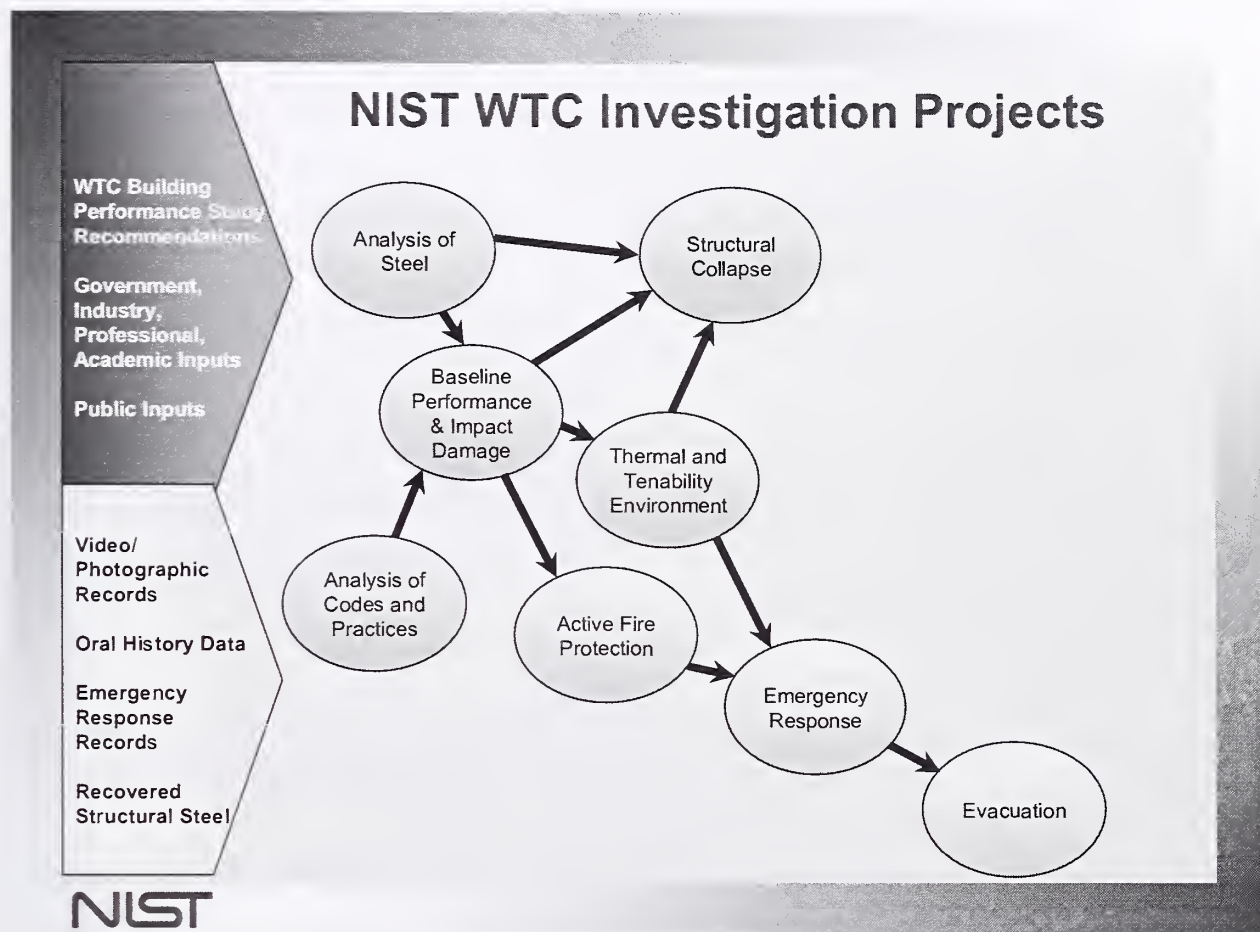 NIST WTC Investigation Projects
WTC Building
Performance Study
Recommendations
Government,
Industry,
Professional,
Academic Inputs
Public Inputs
Video/
Photographic
Records
Oral History Data
Emergency
Response
Records
Recovered
Structural Steel
Analysis of
Steel
Structural
Collapse
Baseline
Performance
& Impact
Damage
Thermal and
Tenability
Environment
Analysis of
Codes and
Practices
Active Fire
Protection
Emergency
Response
Evacuation
NIST